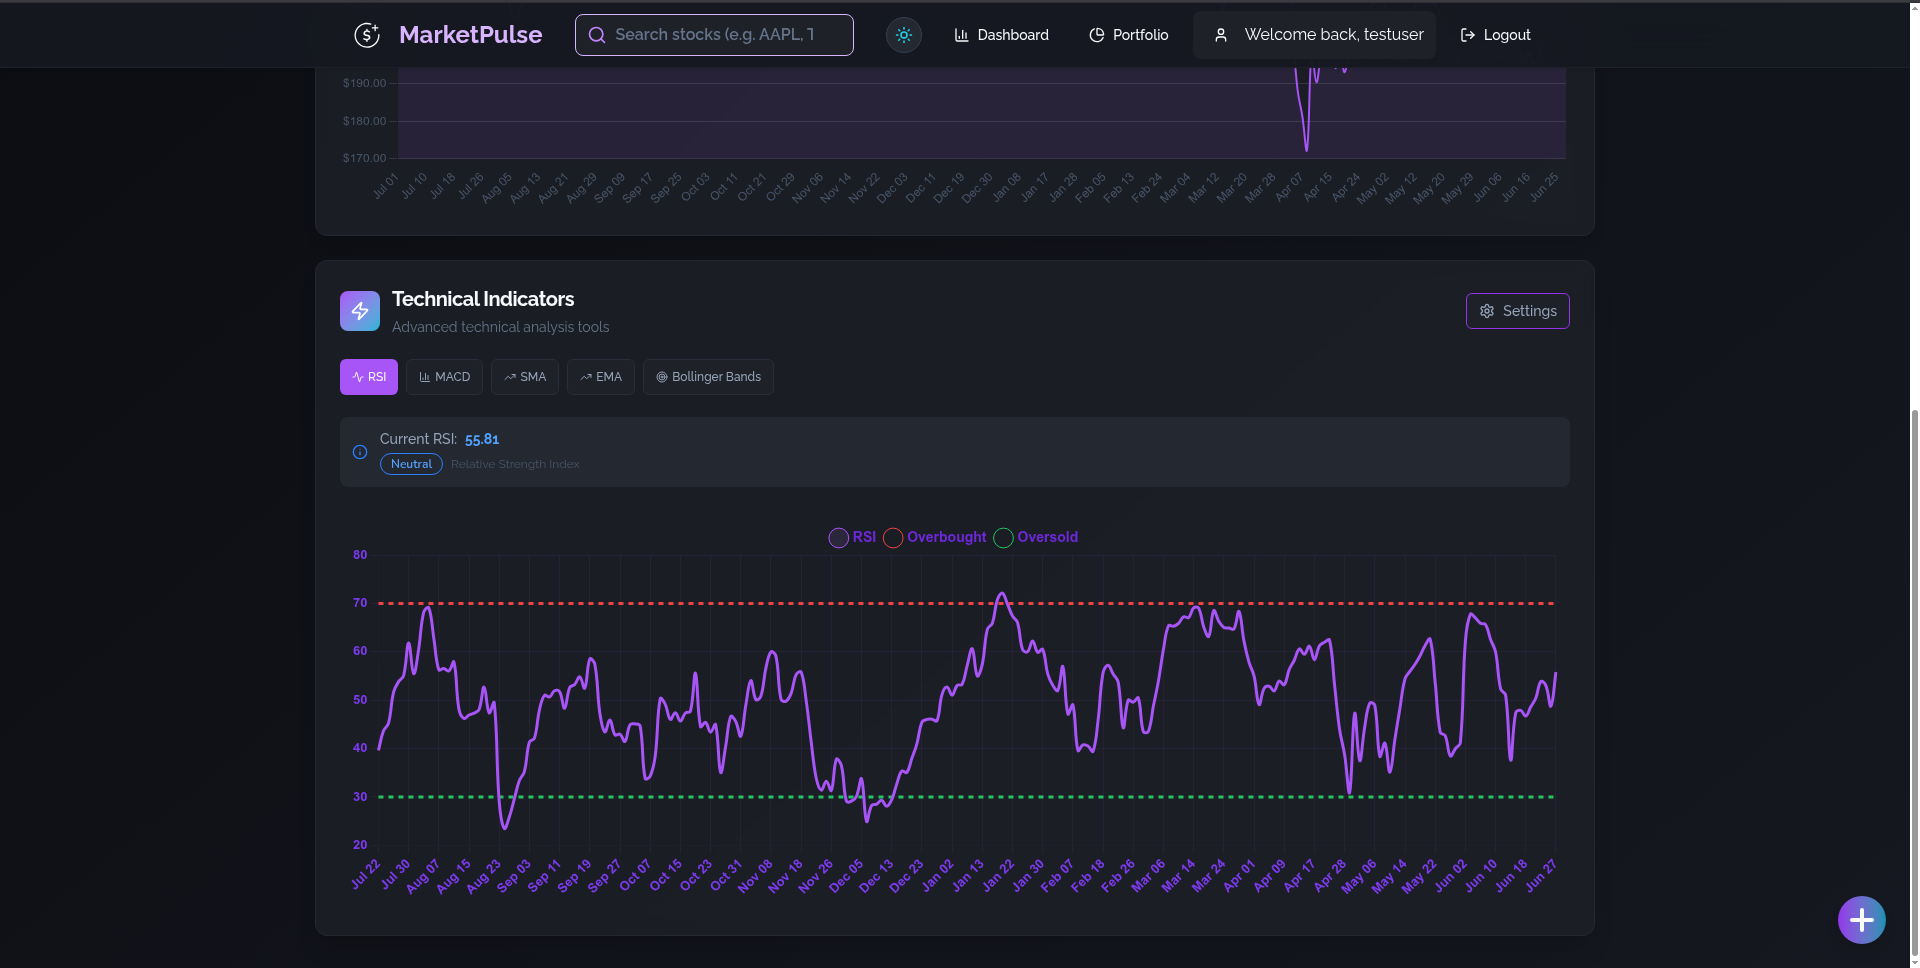 MarketPulse
Search stocks (e.g. AAPL, T
Dashboard
Portfolio
Welcome back, testuser
Logout
$190.00
$180.00
$170.00
Jul 01 Jul 10 Jul 18 Jul 26 Aug 05 Aug 13 Aug 21 Aug 29 Sep 09 Sep 17 Sep 25 Oct 03 Oct 11 Oct 21 Oct 29 Nov 06 Nov 14 Nov 22 Dec 03 Dec 11 Dec 19 Dec 30 Jan 08 Jan 17 Jan 28 Feb 05 Feb 13 Feb 24 Mar 04 Mar 12 Mar 20 Mar 28 Apr 07 Apr 15 Apr 24 May 02 May 12 May 20 May 29 Jun 06 Jun 16 Jun 25
Technical Indicators
Advanced technical analysis tools
Settings
RSI
MACD
SMA
EMA
Bollinger Bands
Current RSI: 55.81
Neutral
Relative Strength Index
RSI
Overbought
Oversold
80
70
60
50
40
30
20
Jul 22 Jul 30 Aug 07 Aug 15 Aug 23 Sep 03 Sep 11 Sep 19 Sep 27 Oct 07 Oct 15 Oct 23 Oct 31 Nov 08 Nov 18 Nov 26 Dec 05 Dec 13 Dec 23 Jan 02 Jan 13 Jan 22 Jan 30 Feb 07 Feb 18 Feb 26 Mar 06 Mar 14 Mar 24 Apr 01 Apr 09 Apr 17 Apr 28 May 06 May 14 May 22 Jun 02 Jun 10 Jun 18 Jun 27